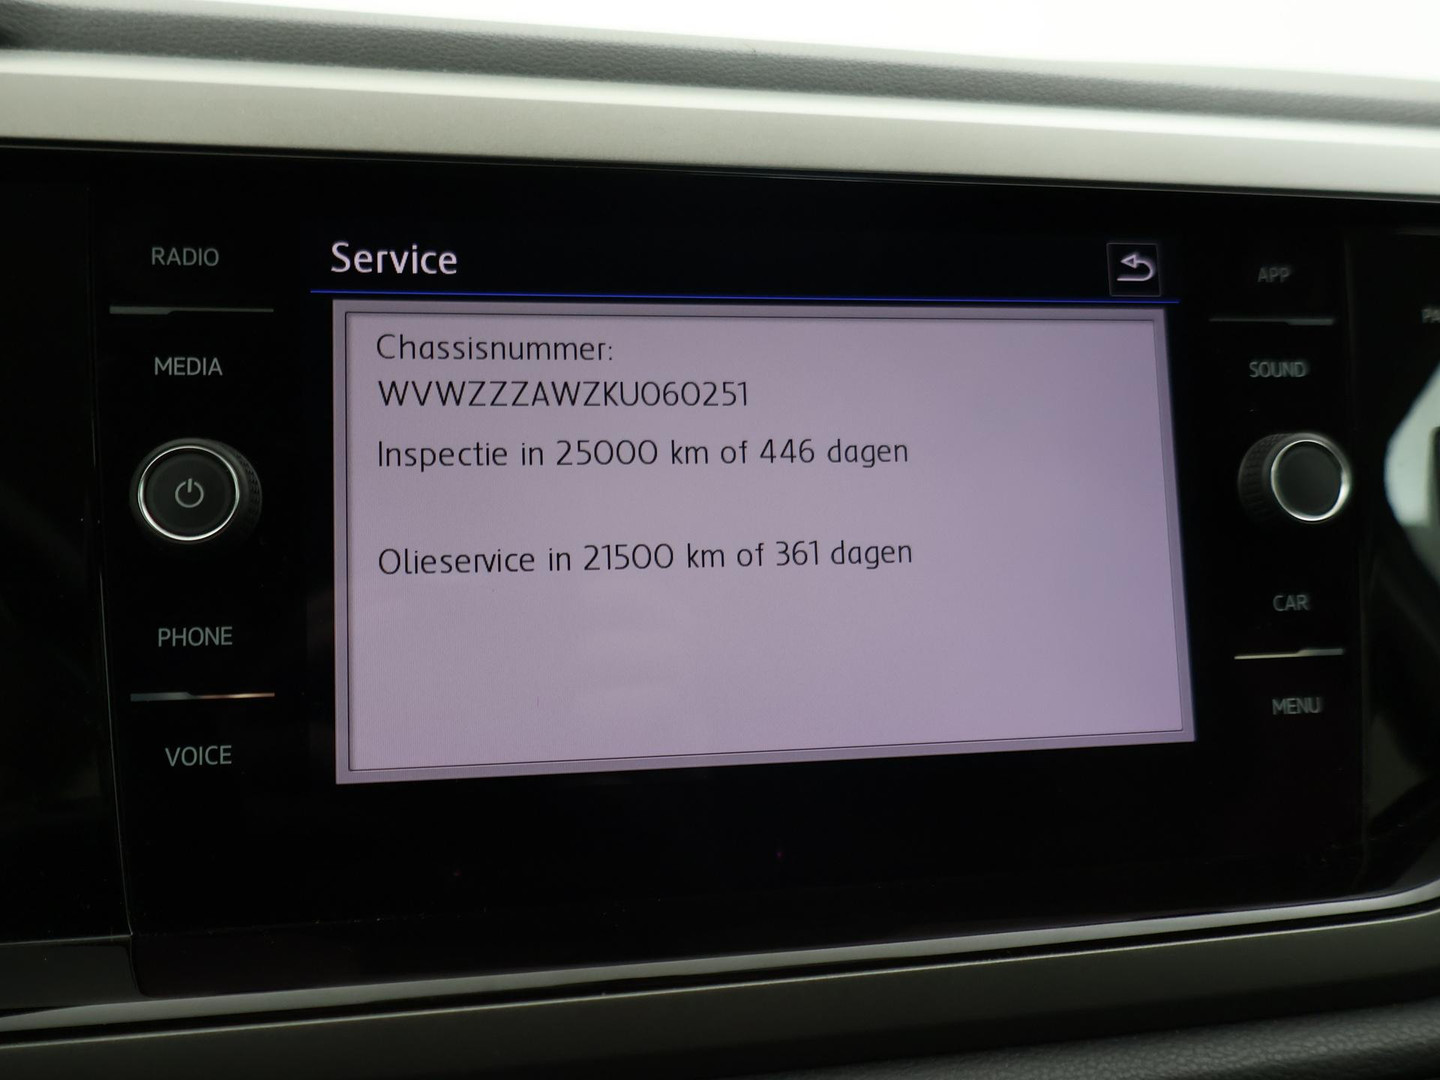 RADIO
MEDIA
PHONE
VOICE
Service
Chassisnummer:
WVWZZZAWZKU060251
Inspectie in 25000 km of 446 dagen
Olieservice in 21500 km of 361 dagen
APP
SOUND
CAR
MENU